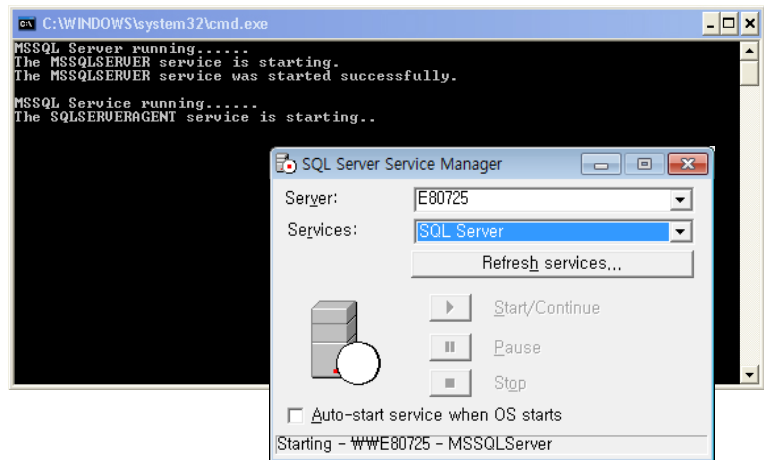 C:\WINDOWS\system32\cmd.exe
MSSQL Server running......
The MSSQLSERVER service is starting.
The MSSQLSERVER service was started successfully.
MSSQL Service running......
The SQLSERVERAGENT service is starting..
SQL Server Service Manager
Server: E80725
Services: SQL Server
Refresh services...
Start/Continue
Pause
Stop
Auto-start service when OS starts
Starting - ₩₩E80725 - MSSQLServer